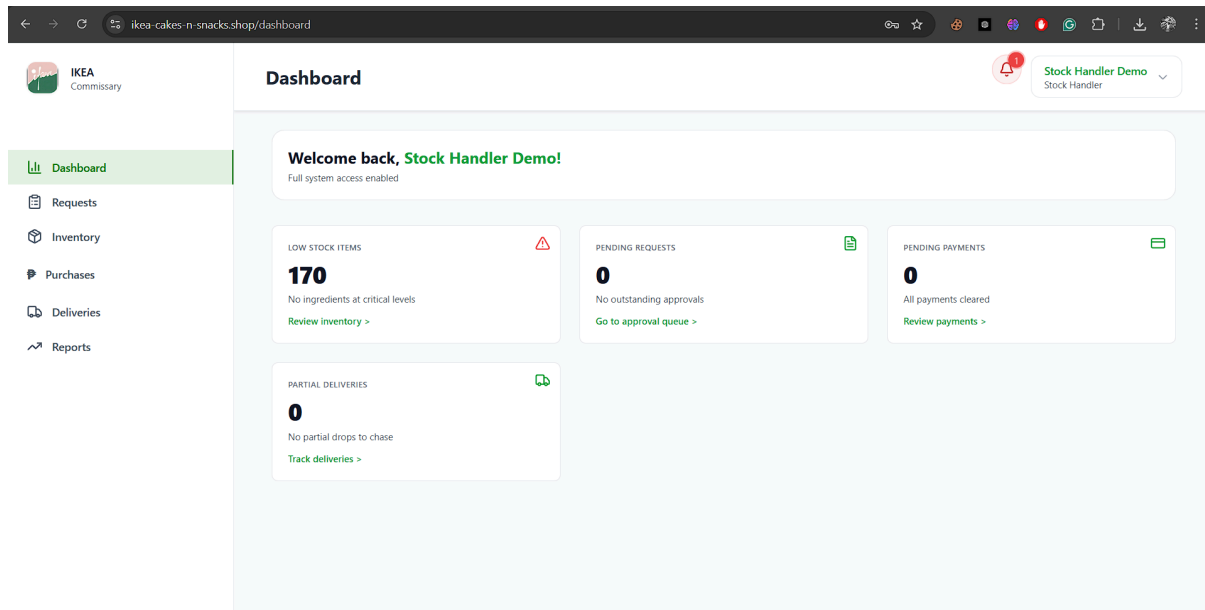 ikea-cakes-n-snacks.shop/dashboard
IKEA
Commissary
Dashboard
1
Stock Handler Demo
Stock Handler
Dashboard
Requests
Inventory
₱ Purchases
Deliveries
Reports
Welcome back, Stock Handler Demo!
Full system access enabled
LOW STOCK ITEMS
170
No ingredients at critical levels
Review inventory >
PENDING REQUESTS
0
No outstanding approvals
Go to approval queue >
PENDING PAYMENTS
0
All payments cleared
Review payments >
PARTIAL DELIVERIES
0
No partial drops to chase
Track deliveries >